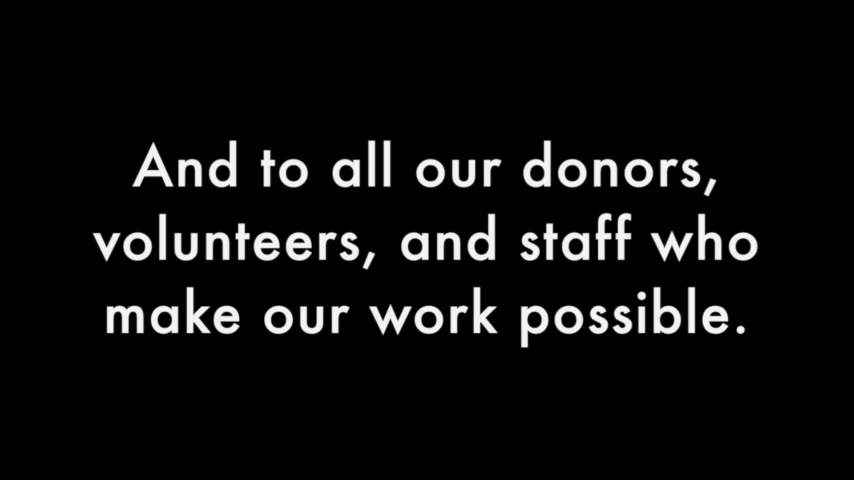 And to all our donors,
volunteers, and staff who
make our work possible.